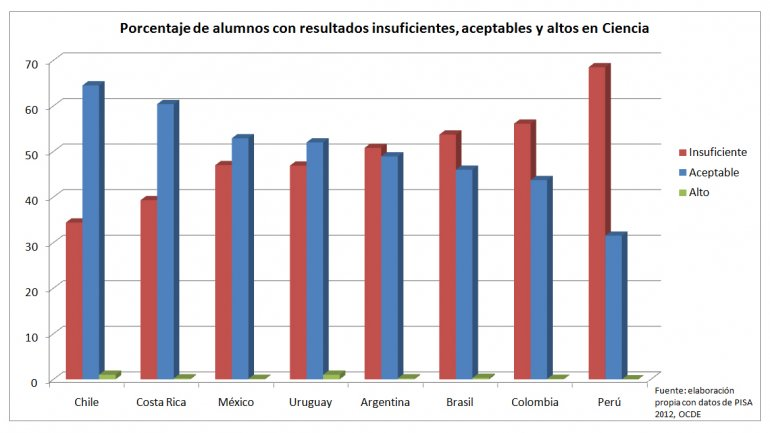 Porcentaje de alumnos con resultados insuficientes, aceptables y altos en Ciencia
70
60
50
40
30
20
10
0
Chile Costa Rica México Uruguay Argentina Brasil Colombia Perú
Insuficiente
Aceptable
Alto
Fuente: elaboración
propia con datos de PISA
2012, OCDE